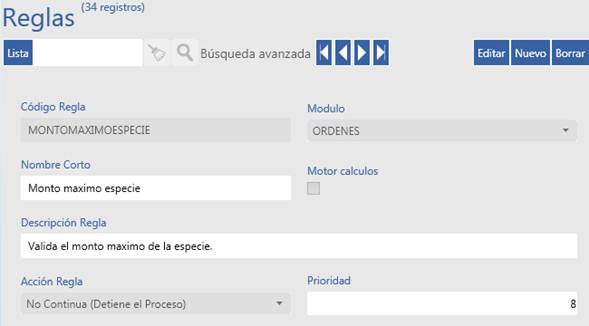 Reglas (34 registros)
Lista Búsqueda avanzada Editar Nuevo Borrar
Código Regla Modulo
MONTOMAXIMOESPECIE ORDENES
Nombre Corto Motor calculos
Monto maximo especie
Descripción Regla
Valida el monto maximo de la especie.
Acción Regla Prioridad
No Continua (Detiene el Proceso) 8